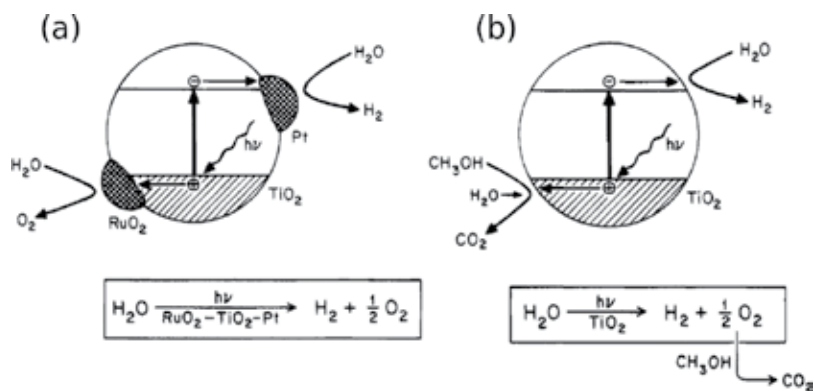 (a)
H₂O
H₂
Pt
hν
⊖
⊕
H₂O
O₂
RuO₂
TiO₂
H₂O hν RuO₂-TiO₂-Pt H₂ + 1/2 O₂
(b)
H₂O
H₂
hν
⊖
⊕
CH₃OH
H₂O
CO₂
TiO₂
H₂O hν TiO₂ H₂ + 1/2 O₂
CH₃OH
CO₂